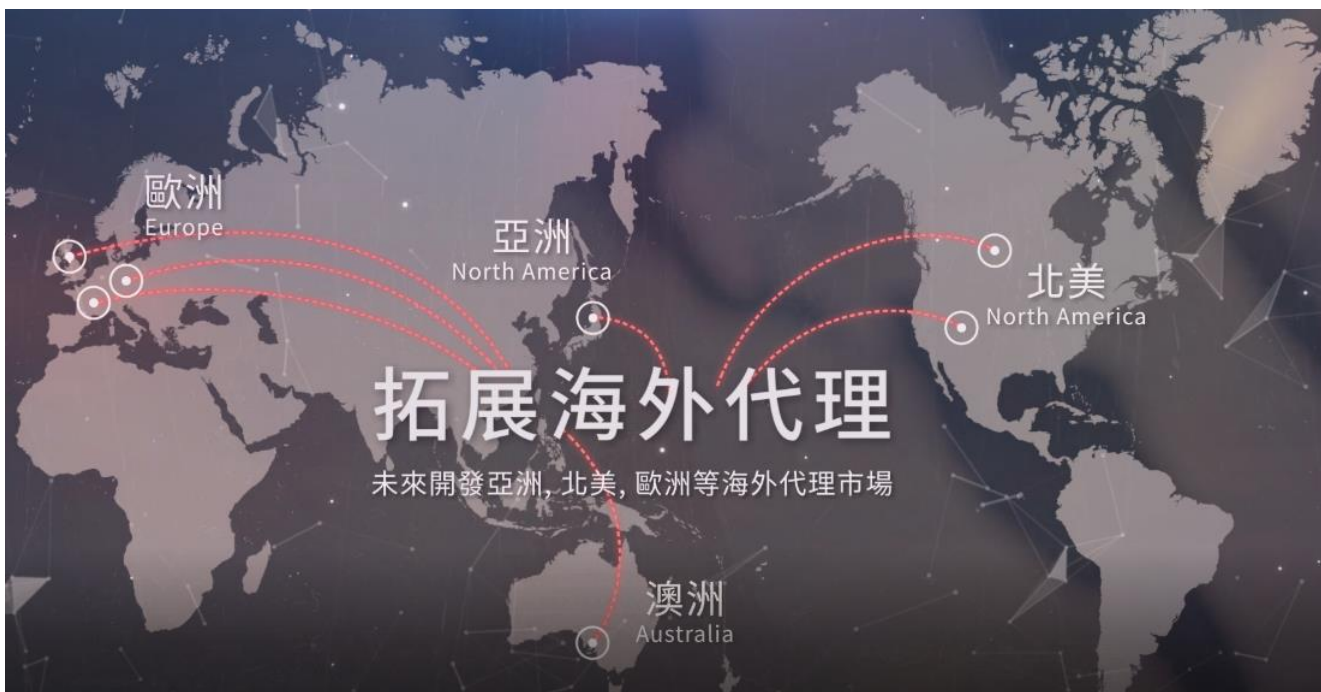 歐洲
Europe
亞洲
North America
北美
North America
拓展海外代理
未來開發亞洲, 北美, 歐洲等海外代理市場
澳洲
Australia